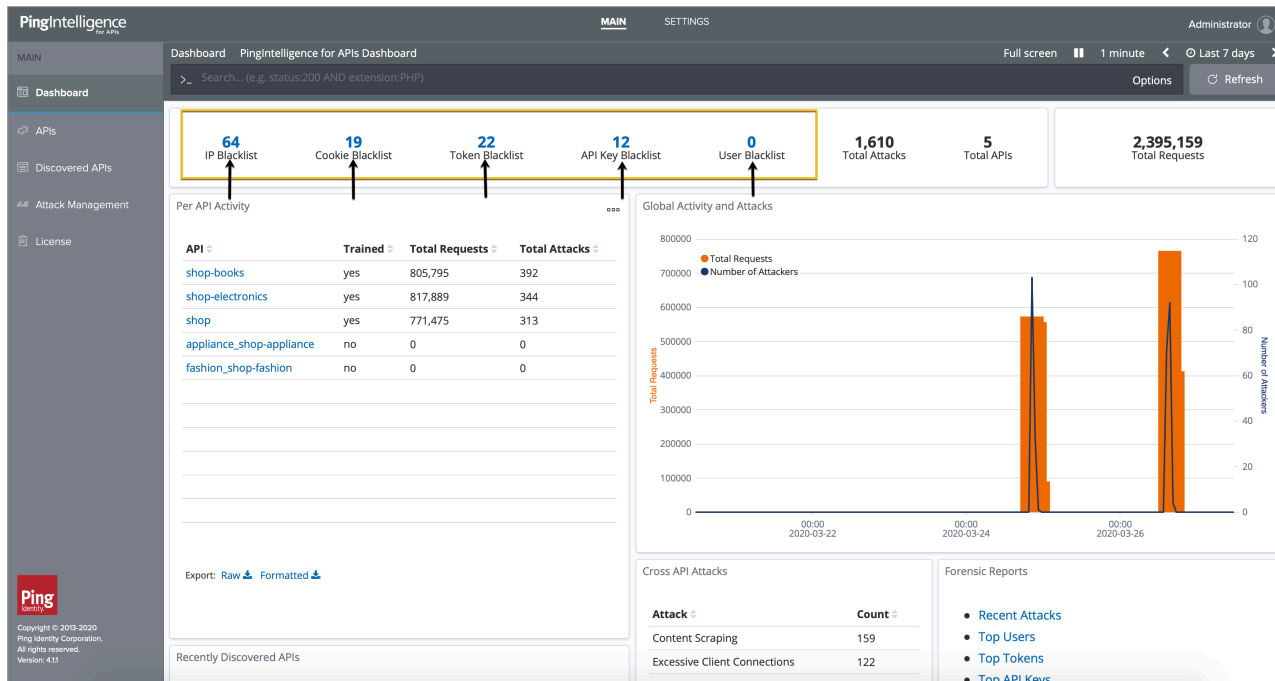 PingIntelligence
for APIs
MAIN
SETTINGS
Administrator
MAIN
Dashboard
APIs
Discovered APIs
Attack Management
License
Ping
Identity.
Copyright © 2013-2020
Ping Identity Corporation.
All rights reserved.
Version: 4.1.1
Dashboard PingIntelligence for APIs Dashboard
Full screen 1 minute Last 7 days
>_ Search... (e.g. status:200 AND extension:PHP)
Options
Refresh
64
IP Blacklist
19
Cookie Blacklist
22
Token Blacklist
12
API Key Blacklist
0
User Blacklist
1,610
Total Attacks
5
Total APIs
2,395,159
Total Requests
Per API Activity
API Trained Total Requests Total Attacks
shop-books yes 805,795 392
shop-electronics yes 817,889 344
shop yes 771,475 313
appliance_shop-appliance no 0 0
fashion_shop-fashion no 0 0
Export: Raw Formatted
Recently Discovered APIs
Global Activity and Attacks
Total Requests
Number of Attackers
Total Requests
800000
700000
600000
500000
400000
300000
200000
100000
0
120
100
80
60
40
20
0
Number of Attackers
00:00
2020-03-22
00:00
2020-03-24
00:00
2020-03-26
Cross API Attacks
Attack Count
Content Scraping 159
Excessive Client Connections 122
Forensic Reports
Recent Attacks
Top Users
Top Tokens
Top API Keys